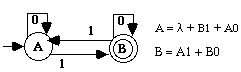 0 0
1
A B
1
A = λ + B1 + A0
B = A1 + B0